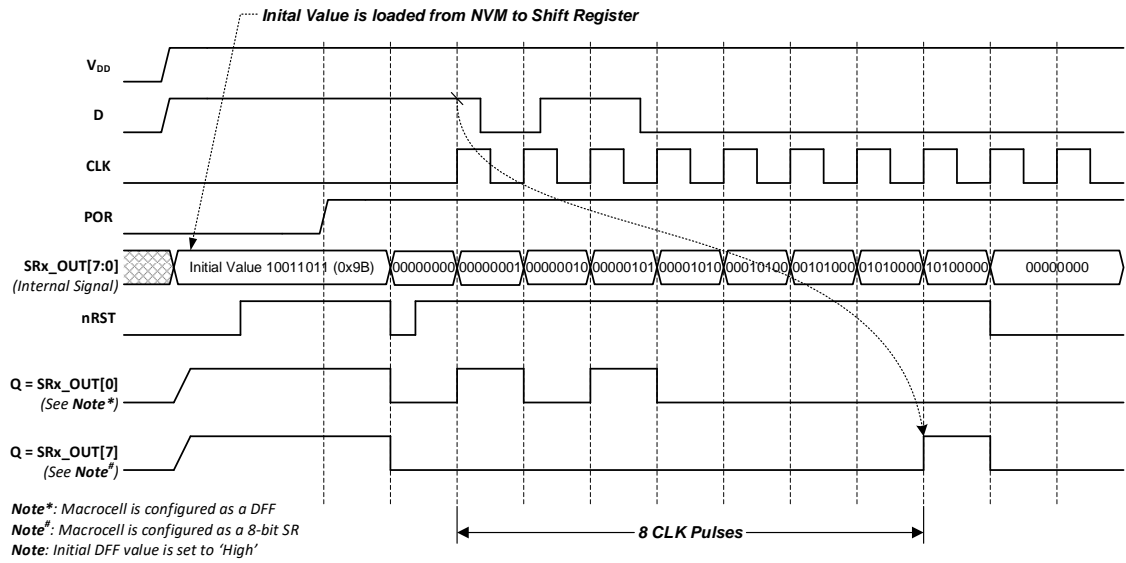 Inital Value is loaded from NVM to Shift Register
VDD
D
CLK
POR
SRx_OUT[7:0]
(Internal Signal)
Initial Value 10011011 (0x9B) 00000000 00000001 00000010 00000101 00001010 00010100 00101000 01010000 10100000 00000000
nRST
Q = SRx_OUT[0]
(See Note*)
Q = SRx_OUT[7]
(See Note#)
Note*: Macrocell is configured as a DFF
Note#: Macrocell is configured as a 8-bit SR
Note: Initial DFF value is set to ‘High’
8 CLK Pulses